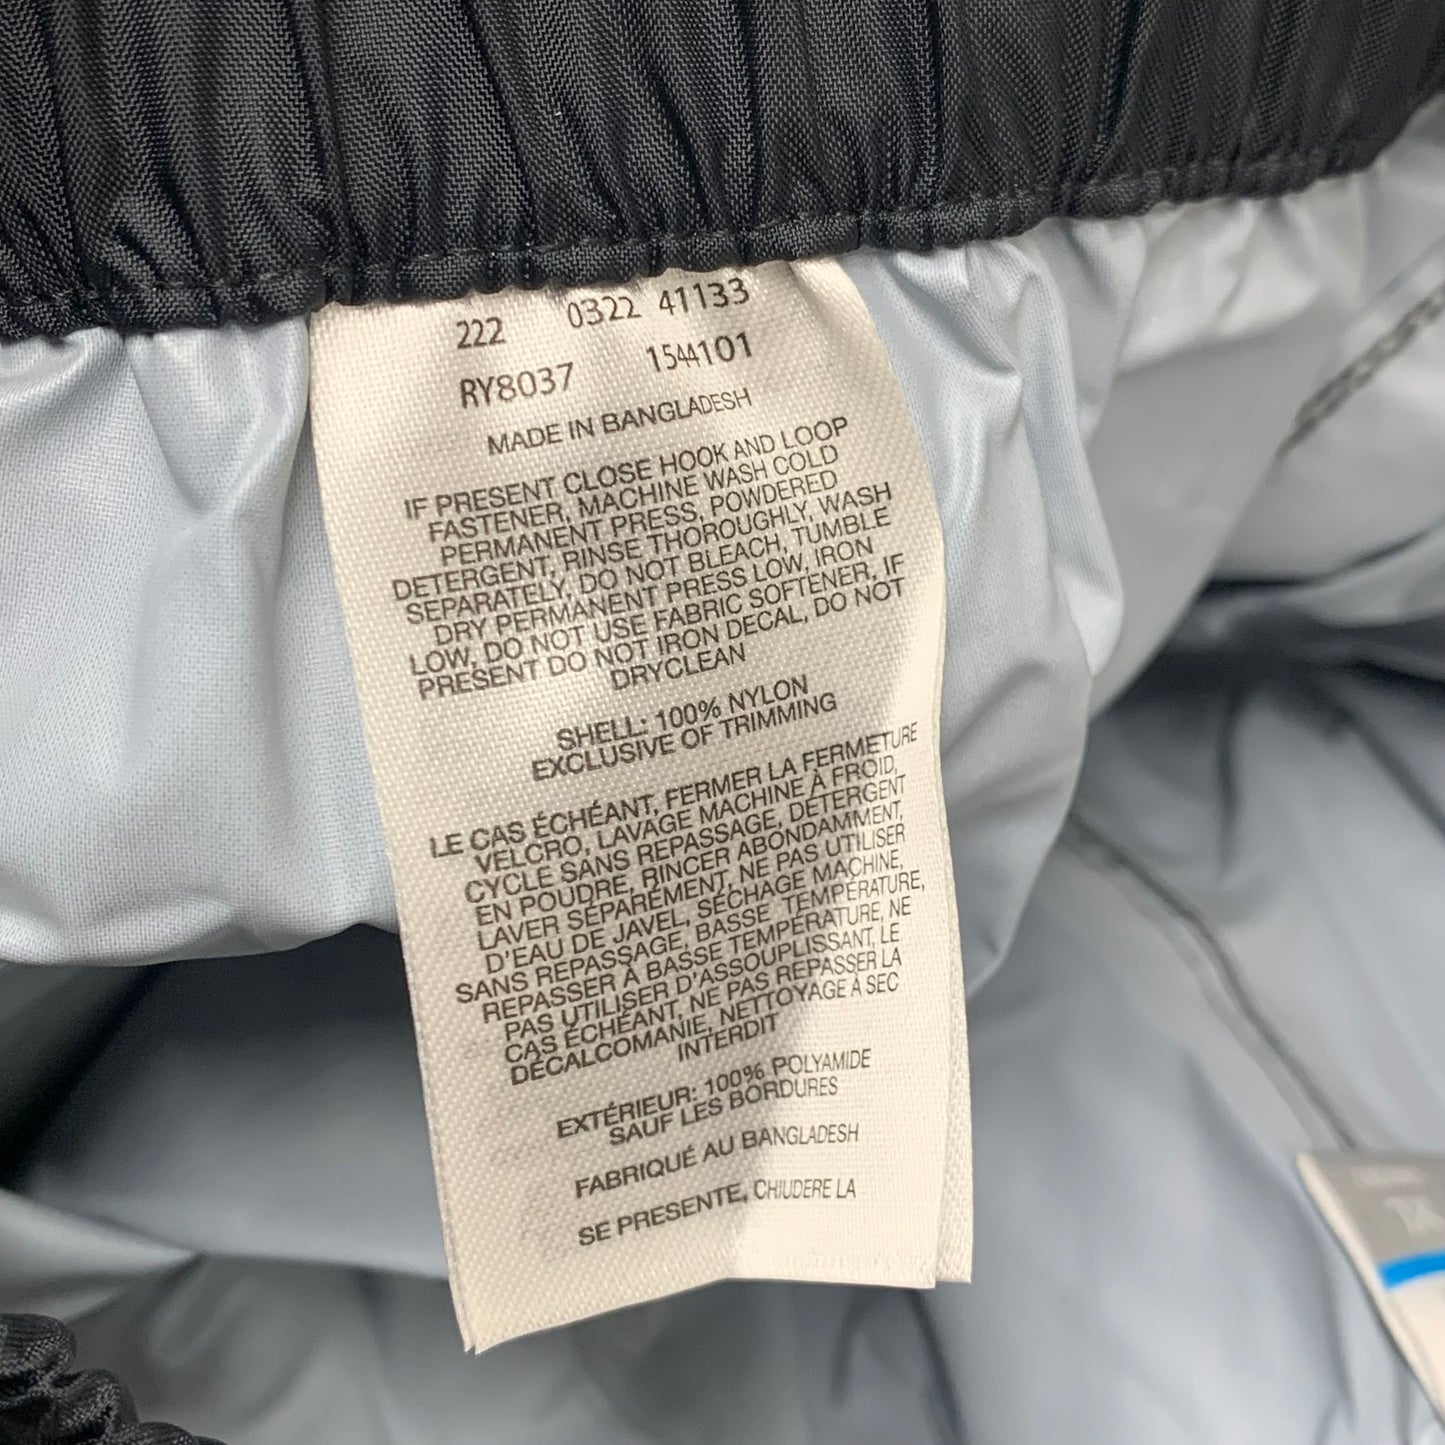 222 0322 41133
RY8037 1544101
MADE IN BANGLADESH
IF PRESENT CLOSE HOOK AND LOOP
FASTENER, MACHINE WASH COLD
PERMANENT PRESS, POWDERED
DETERGENT, RINSE THOROUGHLY, WASH
SEPARATELY, DO NOT BLEACH, TUMBLE
DRY PERMANENT PRESS LOW, IRON
LOW, DO NOT USE FABRIC SOFTENER, IF
PRESENT DO NOT IRON DECAL, DO NOT
DRYCLEAN
SHELL: 100% NYLON
EXCLUSIVE OF TRIMMING
LE CAS ÉCHÉANT, FERMER LA FERMETURE
VELCRO, LAVAGE MACHINE À FROID,
CYCLE SANS REPASSAGE, DÉTERGENT
EN POUDRE, RINCER ABONDAMMENT,
LAVER SÉPARÉMENT, NE PAS UTILISER
D'EAU DE JAVEL, SÉCHAGE MACHINE,
SANS REPASSAGE, BASSE TEMPÉRATURE,
REPASSER À BASSE TEMPÉRATURE, NE
PAS UTILISER D'ASSOUPLISSANT, LE
CAS ÉCHÉANT, NE PAS REPASSER LA
DÉCALCOMANIE, NETTOYAGE À SEC
INTERDIT
EXTÉRIEUR: 100% POLYAMIDE
SAUF LES BORDURES
FABRIQUÉ AU BANGLADESH
SE PRESENTE, CHIUDERE LA